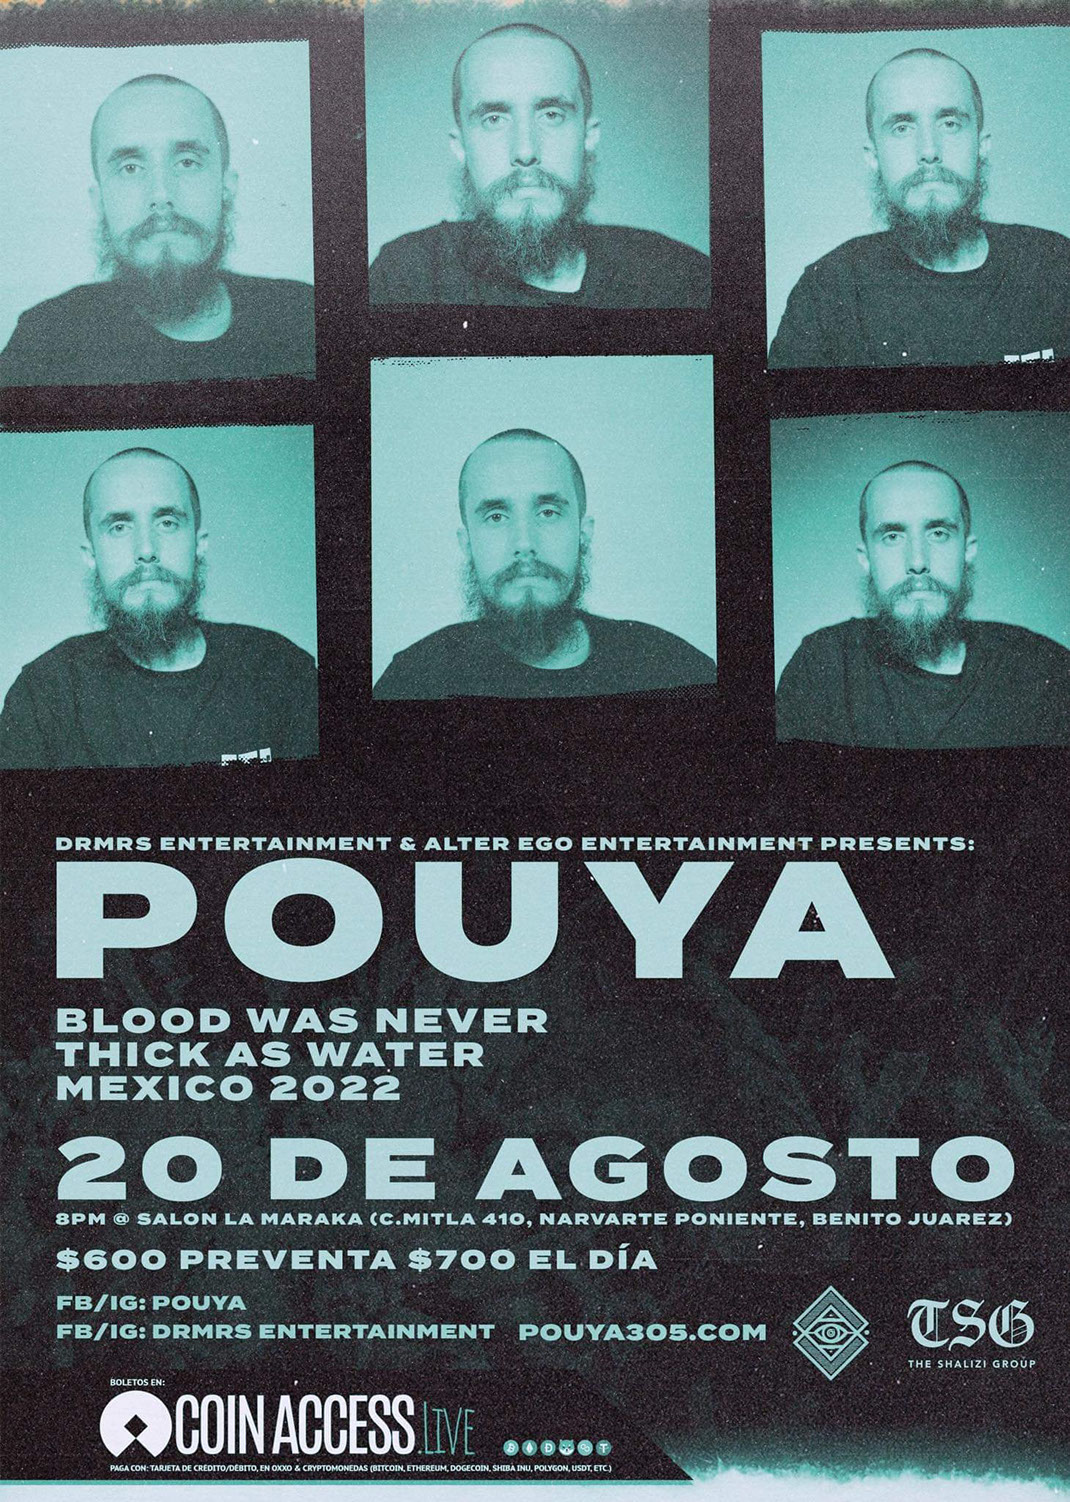 DRMRS ENTERTAINMENT & ALTER EGO ENTERTAINMENT PRESENTS:
POUYA
BLOOD WAS NEVER
THICK AS WATER
MEXICO 2022
20 DE AGOSTO
8PM @ SALON LA MARAKA (C.MITLA 410, NARVARTE PONIENTE, BENITO JUAREZ)
$600 PREVENTA $700 EL DÍA
FB/IG: POUYA
FB/IG: DRMRS ENTERTAINMENT POUYA305.COM
TSG
THE SHALIZI GROUP
BOLETOS EN:
COIN ACCESS.LIVE
PAGA CON: TARJETA DE CRÉDITO/DÉBITO, EN OXXO & CRYPTOMONEDAS (BITCOIN, ETHEREUM, DOGECOIN, SHIBA INU, POLYGON, USDT, ETC.)